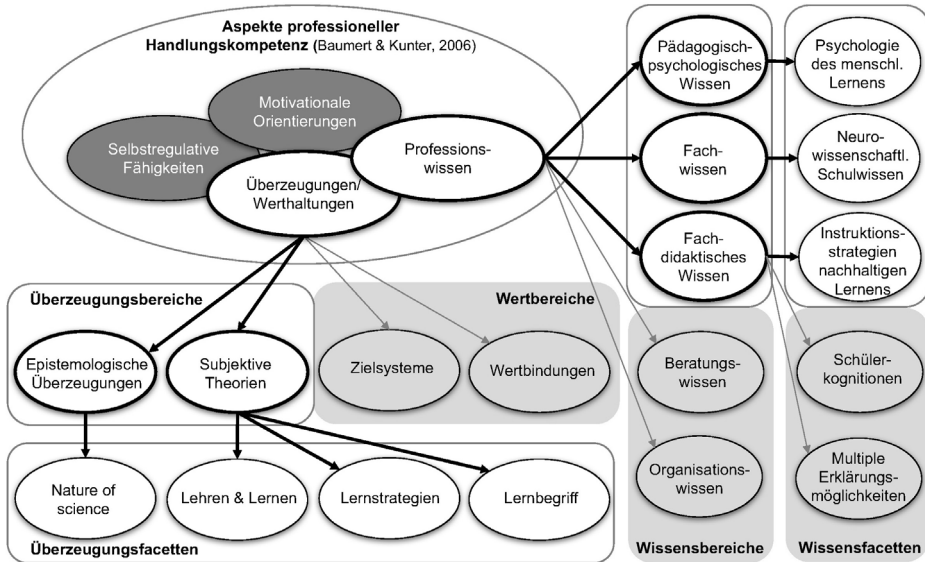 Aspekte professioneller
Handlungskompetenz (Baumert & Kunter, 2006)
Motivationale
Orientierungen
Selbstregulative
Fähigkeiten
Professions-
wissen
Überzeugungen/
Werthaltungen
Pädagogisch-
psychologisches
Wissen
Psychologie
des menschl.
Lernens
Fach-
wissen
Neuro-
wissenschaftl.
Schulwissen
Fach-
didaktisches
Wissen
Instruktions-
strategien
nachhaltigen
Lernens
Überzeugungsbereiche
Wertbereiche
Epistemologische
Überzeugungen
Subjektive
Theorien
Zielsysteme
Wertbindungen
Beratungs-
wissen
Schüler-
kognitionen
Nature of
science
Lehren & Lernen
Lernstrategien
Lernbegriff
Organisations-
wissen
Multiple
Erklärungs-
möglichkeiten
Überzeugungsfacetten
Wissensbereiche
Wissensfacetten